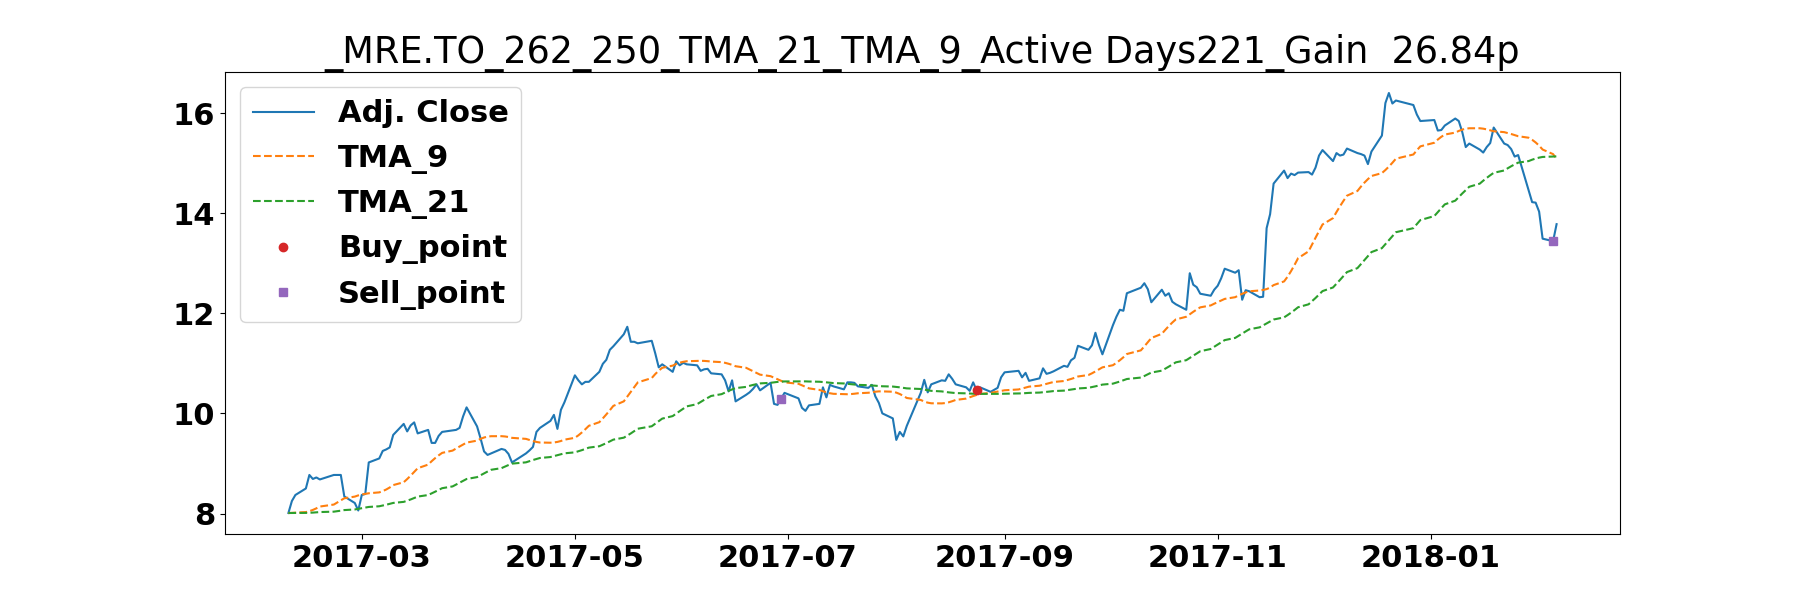 _MRE.TO_262_250_TMA_21_TMA_9_Active Days221_Gain  26.84p
Adj. Close
TMA_9
TMA_21
Buy_point
Sell_point
16
14
12
10
8
2017-03 2017-05 2017-07 2017-09 2017-11 2018-01